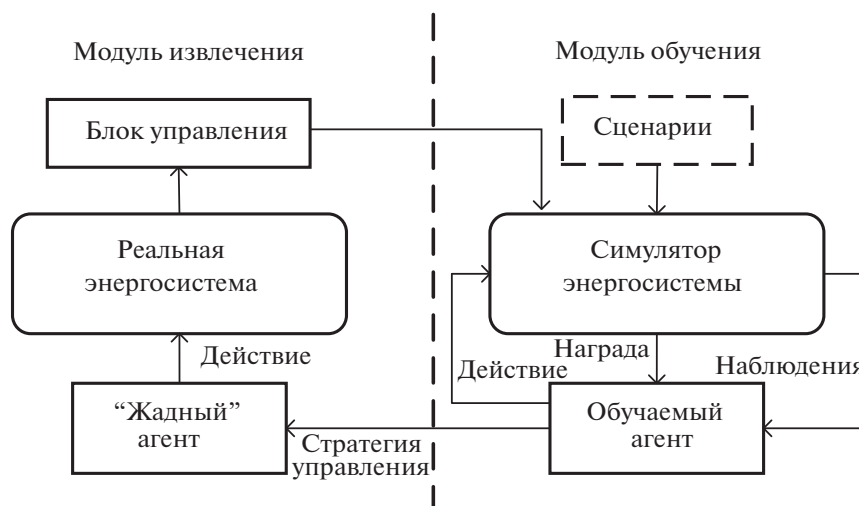 Модуль извлечения
Модуль обучения
Блок управления
Сценарии
Реальная
энергосистема
Симулятор
энергосистемы
Действие
Награда
Действие
Наблюдения
“Жадный”
агент
Обучаемый
агент
Стратегия
управления